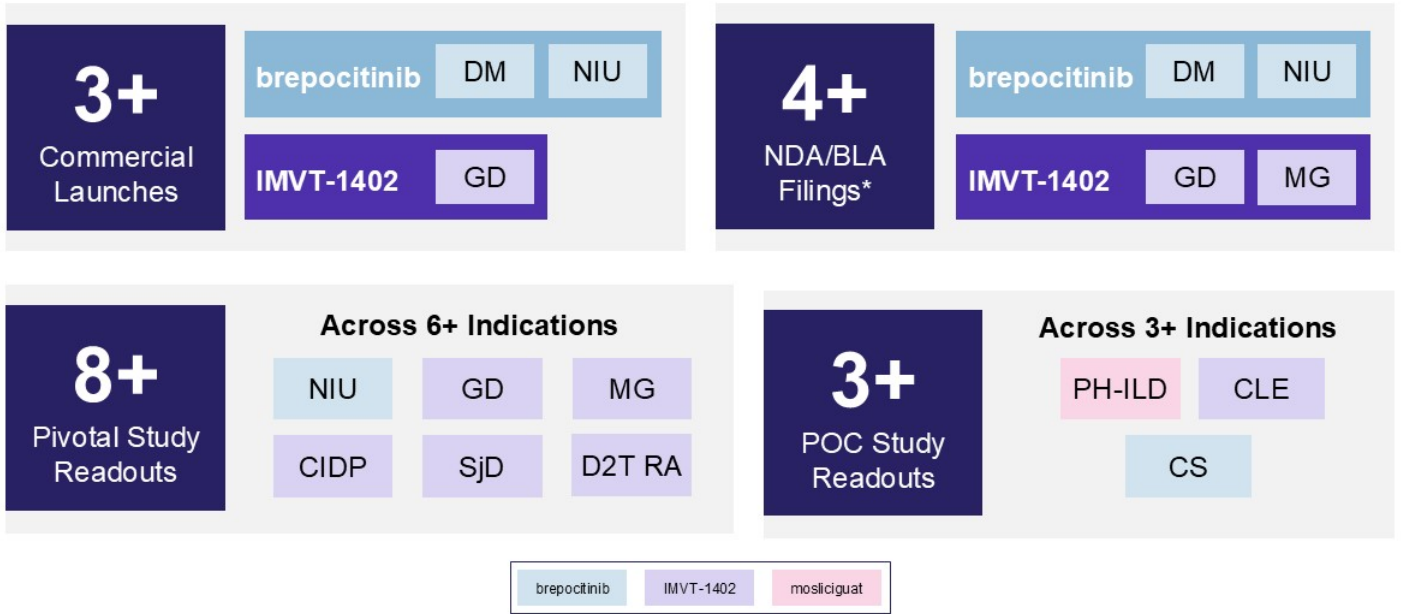 3+
Commercial
Launches
brepocitinib DM NIU
IMVT-1402 GD
4+
NDA/BLA
Filings*
brepocitinib DM NIU
IMVT-1402 GD MG
8+
Pivotal Study
Readouts
Across 6+ Indications
NIU GD MG
CIDP SjD D2T RA
3+
POC Study
Readouts
Across 3+ Indications
PH-ILD CLE
CS
brepocitinib IMVT-1402 mosliciguat